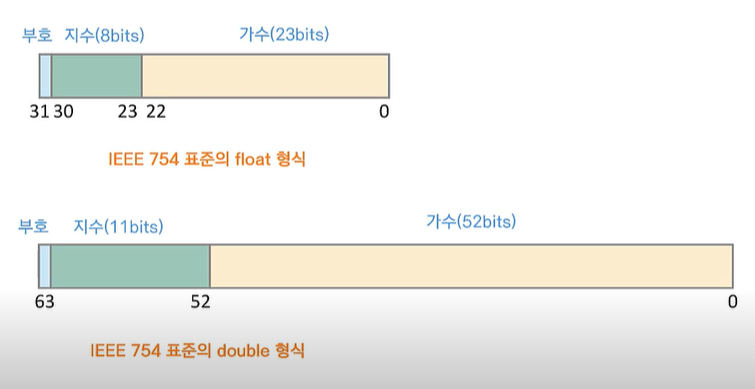 부호 지수(8bits) 가수(23bits)
31 30 23 22 0
IEEE 754 표준의 float 형식
부호 지수(11bits) 가수(52bits)
63 52 0
IEEE 754 표준의 double 형식